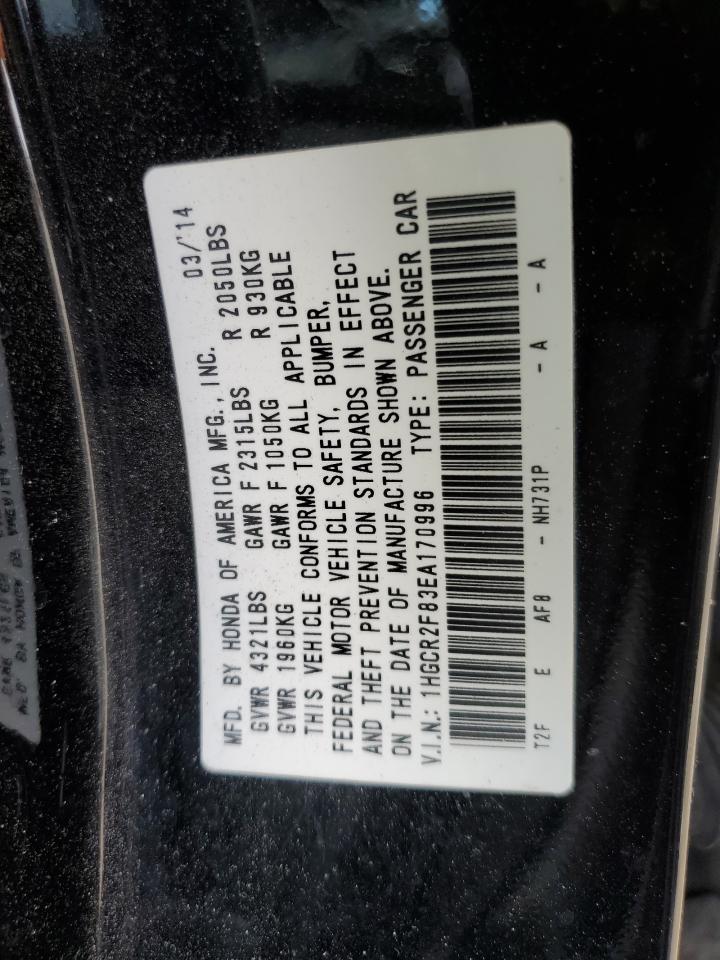 MFD. BY HONDA OF AMERICA MFG., INC. 03/'14
GVWR 4321LBS GAWR F 2315LBS R 2050LBS
GVWR 1960KG GAWR F 1050KG R 930KG
THIS VEHICLE CONFORMS TO ALL APPLICABLE
FEDERAL MOTOR VEHICLE SAFETY, BUMPER,
AND THEFT PREVENTION STANDARDS IN EFFECT
ON THE DATE OF MANUFACTURE SHOWN ABOVE.
V.I.N.: 1HGCR2F83EA170996 TYPE: PASSENGER CAR
T2F E AF8 - NH731P - A - A